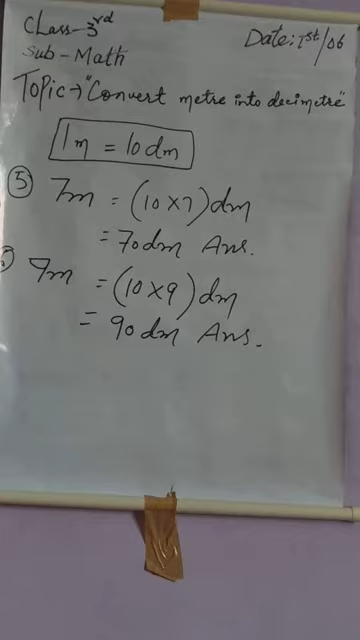 Class-3rd
Date: 1st/06
Sub-Math
Topic→"Convert metre into decimetre"
1m = 10dm
⑤ 7m = (10×7)dm
= 70dm Ans.
9m = (10×9)dm
= 90dm Ans.